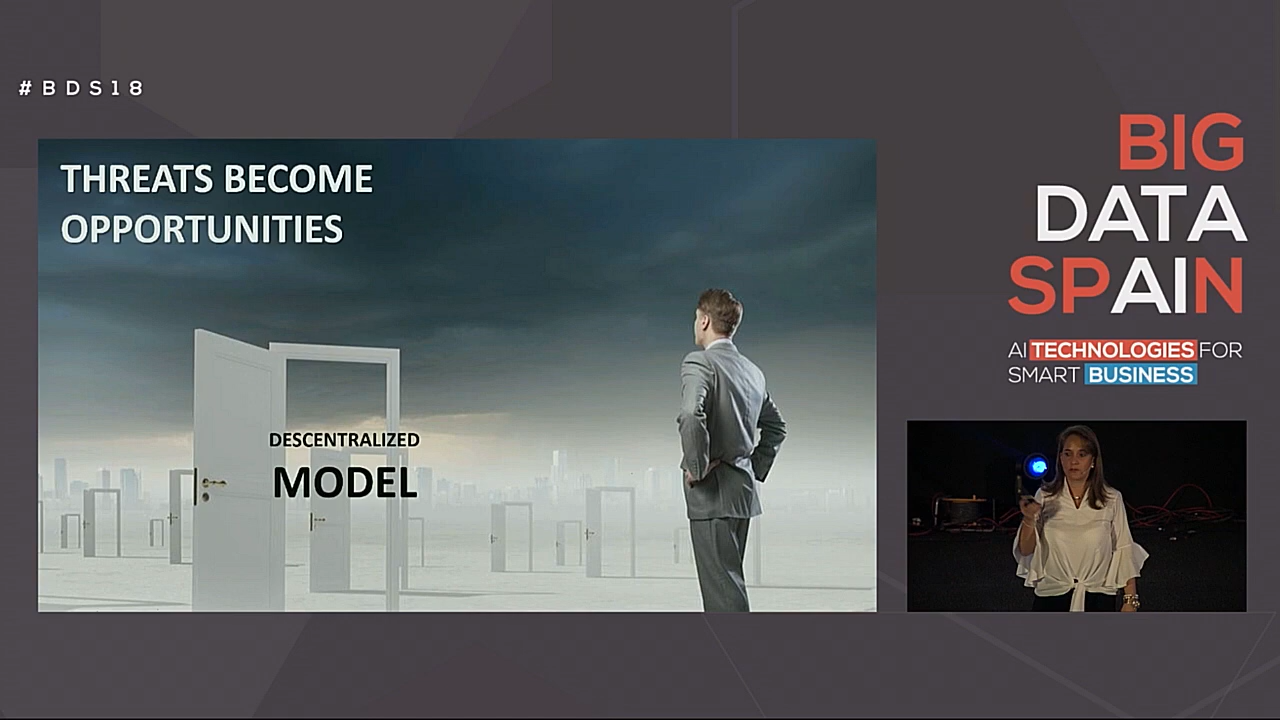 #BDS18
THREATS BECOME
OPPORTUNITIES
DESCENTRALIZED
MODEL
BIG
DATA
SPAIN
AI TECHNOLOGIES FOR
SMART BUSINESS